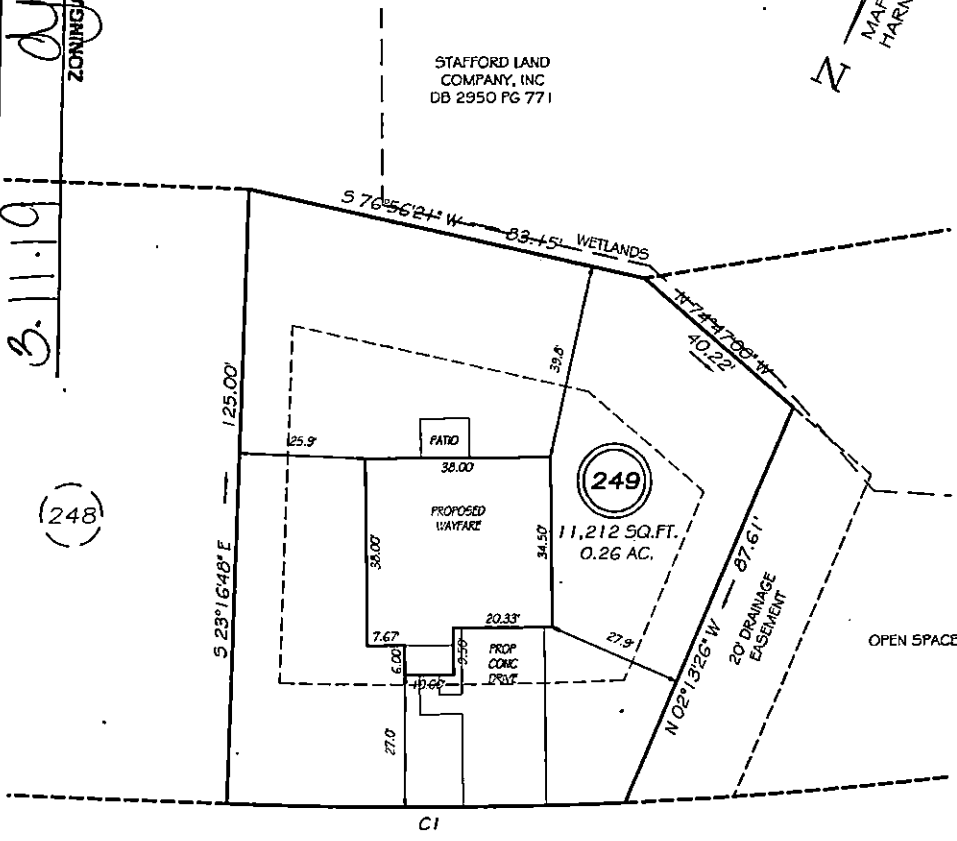 ZONING
3.11.19
STAFFORD LAND
COMPANY, INC
DB 2950 PG 771
N
S 76°56'21" W
83.15'
WETLANDS
N 74°47'00" W
40.22'
125.00'
S 23°16'48" E
39.8'
25.9'
PATIO
38.00
PROPOSED
WAYFARE
38.00'
34.50'
249
11,212 SQ.FT.
0.26 AC.
248
7.67'
20.33'
6.00'
9.50'
PROP
CONC
DRIVE
27.9'
27.0'
N 02°13'26" W
87.61'
20' DRAINAGE
EASEMENT
OPEN SPACE
C1